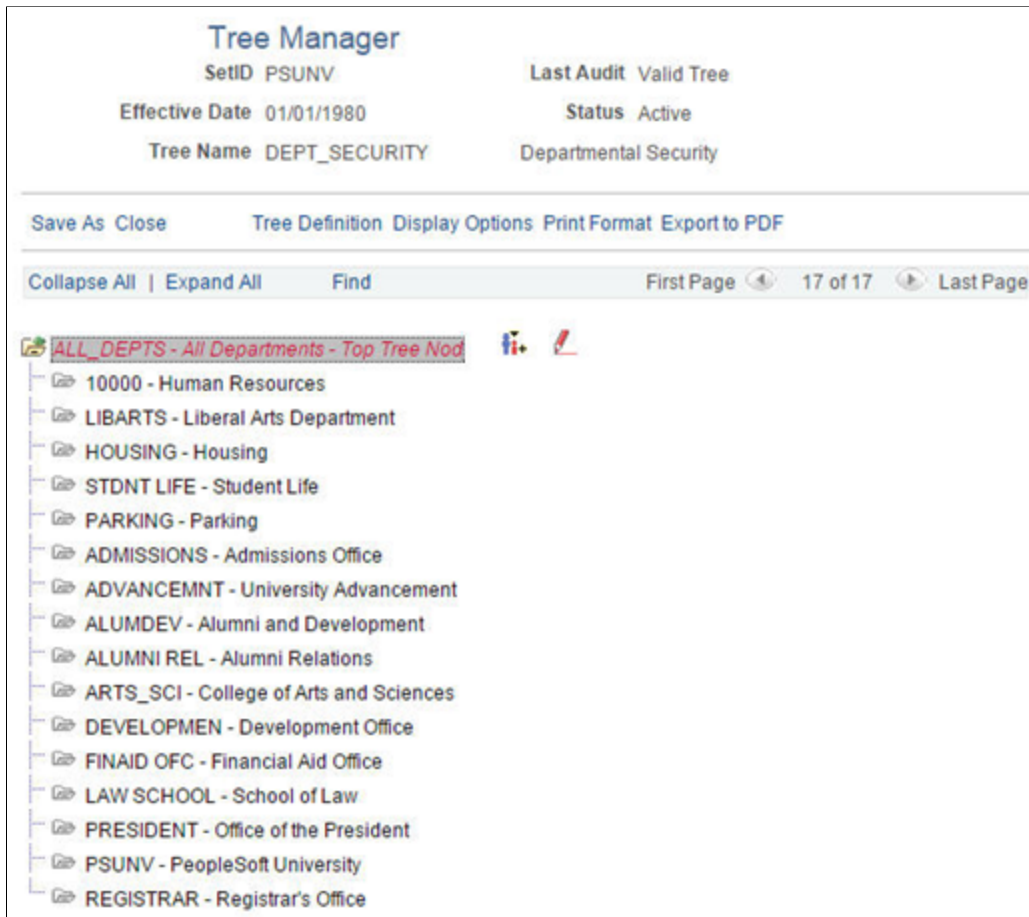 Tree Manager
SetID PSUNV Last Audit Valid Tree
Effective Date 01/01/1980 Status Active
Tree Name DEPT_SECURITY Departmental Security
Save As Close Tree Definition Display Options Print Format Export to PDF
Collapse All | Expand All Find First Page 17 of 17 Last Page
ALL_DEPTS - All Departments - Top Tree Nod
10000 - Human Resources
LIBARTS - Liberal Arts Department
HOUSING - Housing
STDNT LIFE - Student Life
PARKING - Parking
ADMISSIONS - Admissions Office
ADVANCEMNT - University Advancement
ALUMDEV - Alumni and Development
ALUMNI REL - Alumni Relations
ARTS_SCI - College of Arts and Sciences
DEVELOPMEN - Development Office
FINAID OFC - Financial Aid Office
LAW SCHOOL - School of Law
PRESIDENT - Office of the President
PSUNV - PeopleSoft University
REGISTRAR - Registrar's Office